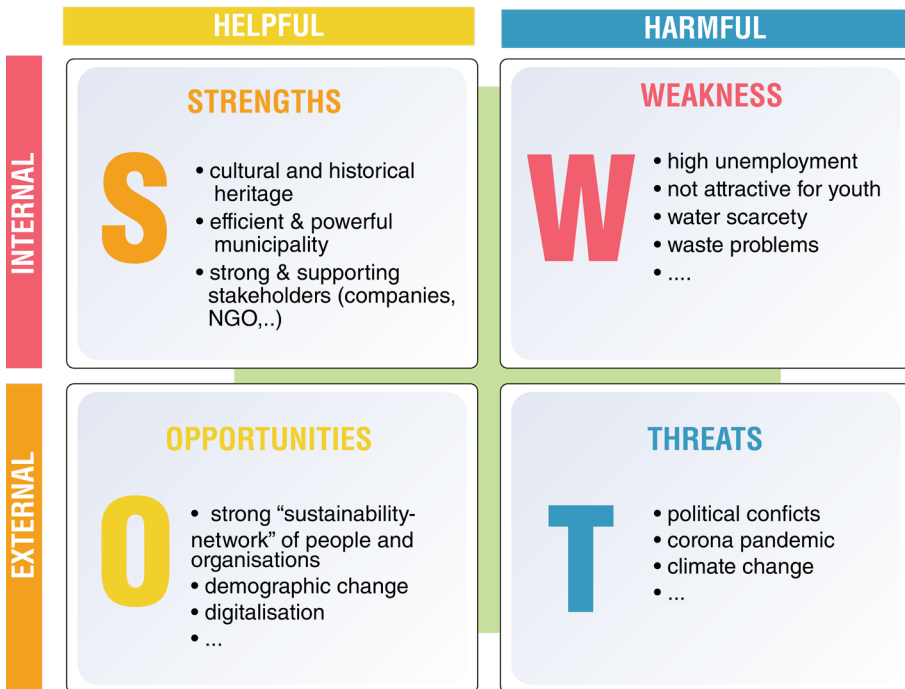 HELPFUL
HARMFUL
INTERNAL
STRENGTHS
S
• cultural and historical
heritage
• efficient & powerful
municipality
• strong & supporting
stakeholders (companies,
NGO,..)
WEAKNESS
W
• high unemployment
• not attractive for youth
• water scarcety
• waste problems
• ....
EXTERNAL
OPPORTUNITIES
O
• strong “sustainability-
network” of people and
organisations
• demographic change
• digitalisation
• ...
THREATS
T
• political conficts
• corona pandemic
• climate change
• ...